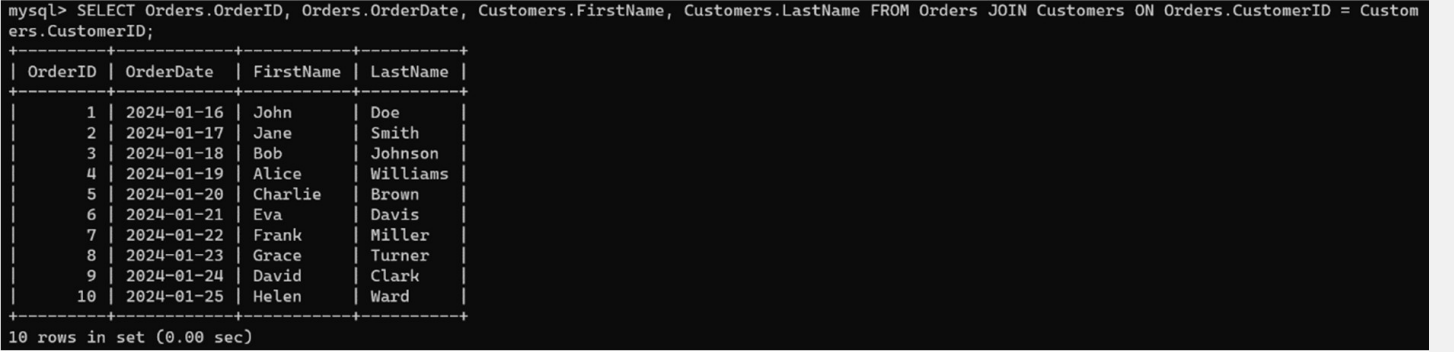 mysql> SELECT Orders.OrderID, Orders.OrderDate, Customers.FirstName, Customers.LastName FROM Orders JOIN Customers ON Orders.CustomerID = Custom
ers.CustomerID;
+---------+------------+-----------+----------+
| OrderID | OrderDate  | FirstName | LastName |
+---------+------------+-----------+----------+
|       1 | 2024-01-16 | John      | Doe      |
|       2 | 2024-01-17 | Jane      | Smith    |
|       3 | 2024-01-18 | Bob       | Johnson  |
|       4 | 2024-01-19 | Alice     | Williams |
|       5 | 2024-01-20 | Charlie   | Brown    |
|       6 | 2024-01-21 | Eva       | Davis    |
|       7 | 2024-01-22 | Frank     | Miller   |
|       8 | 2024-01-23 | Grace     | Turner   |
|       9 | 2024-01-24 | David     | Clark    |
|      10 | 2024-01-25 | Helen     | Ward     |
+---------+------------+-----------+----------+
10 rows in set (0.00 sec)